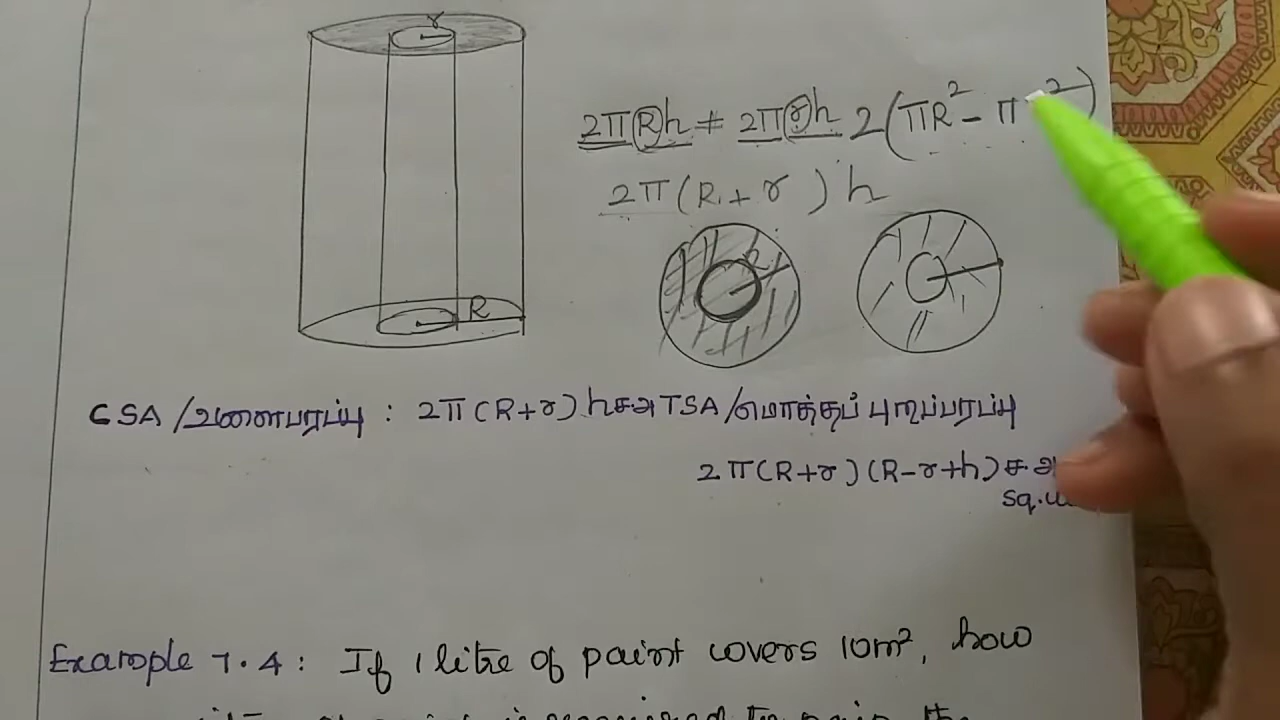 r
2πRh + 2πrh 2(πR² - π ²)
2π(R + r) h
R
R
CSA / வளைபரப்பு : 2π(R+r) h ச.அ TSA /மொத்தப் புறப்பரப்பு
2π(R+r) (R-r+h) ச.அ
sq.u
Example 7.4 : If 1 litre of paint covers 10m², how